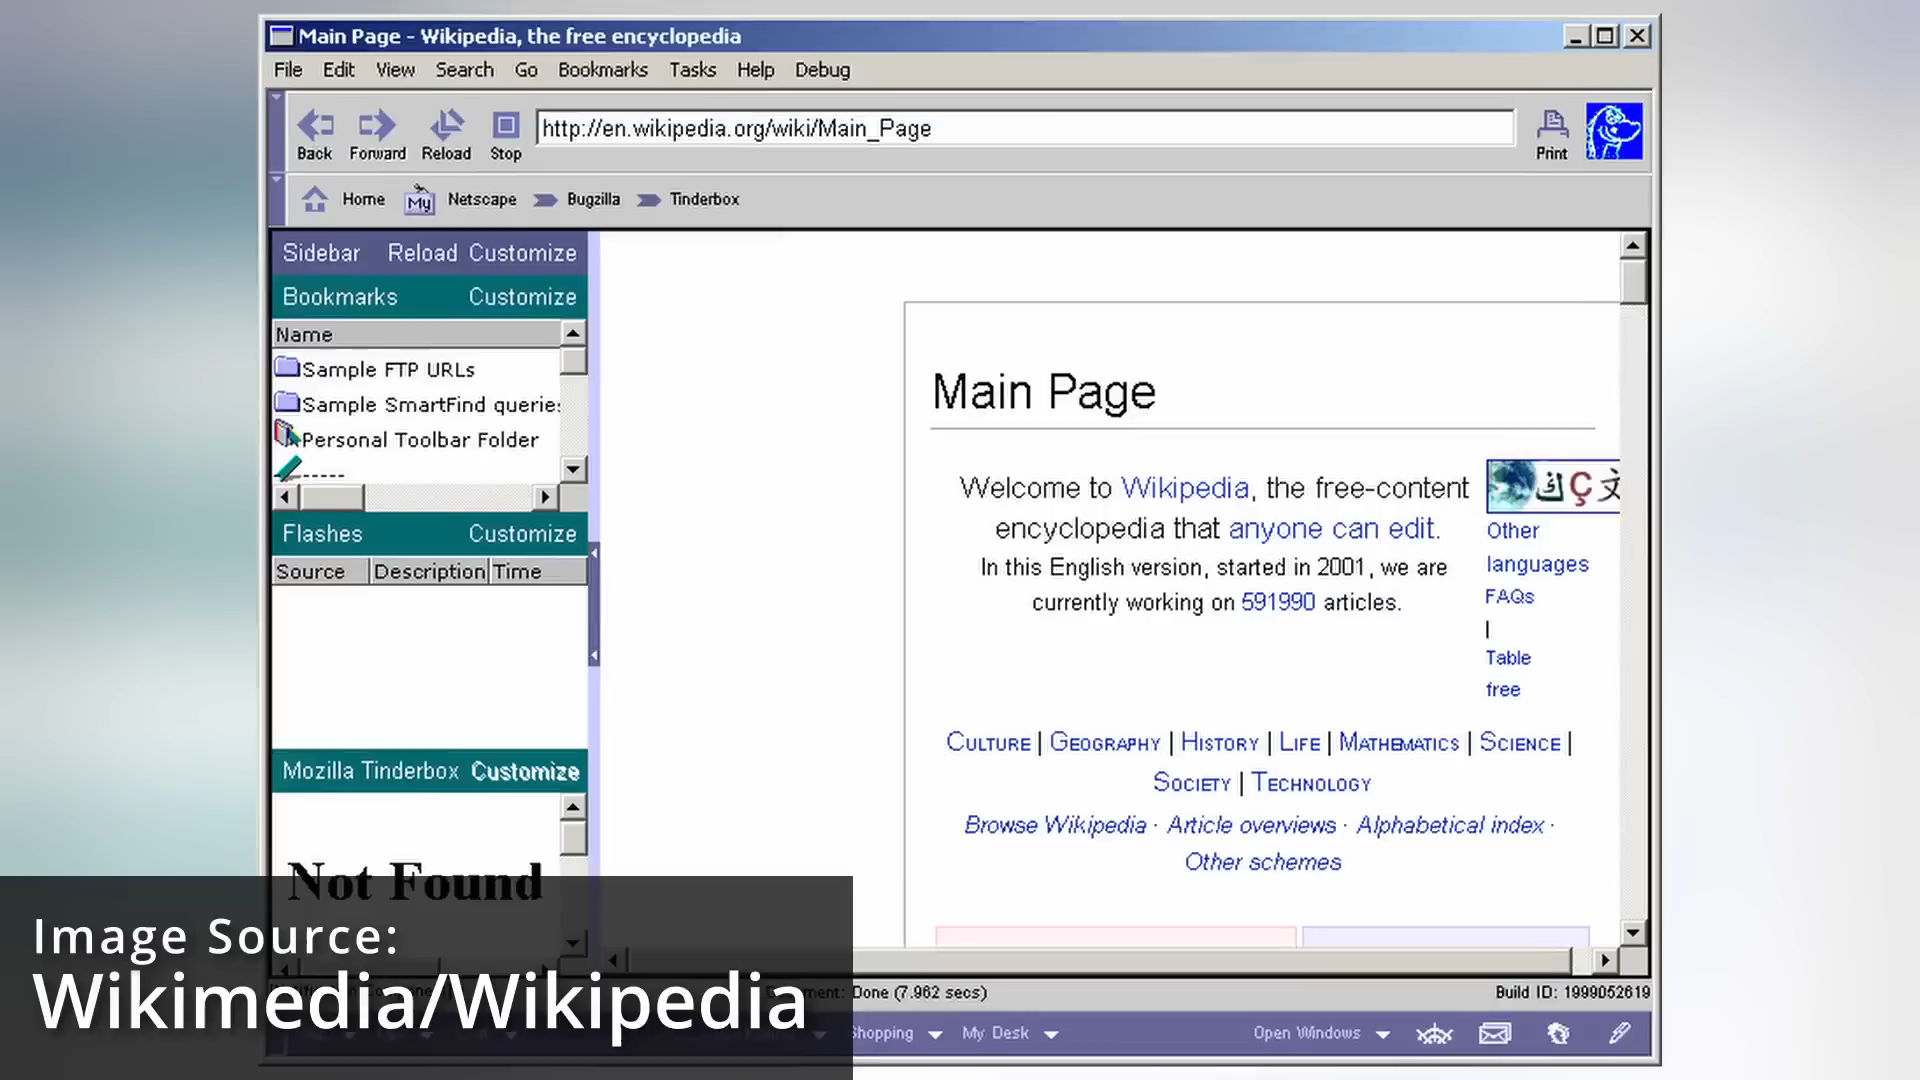 Main Page - Wikipedia, the free encyclopedia
File Edit View Search Go Bookmarks Tasks Help Debug
http://en.wikipedia.org/wiki/Main_Page
Back Forward Reload Stop Print
Home My Netscape Bugzilla Tinderbox
Sidebar Reload Customize
Bookmarks Customize
Name
Sample FTP URLs
Sample SmartFind queries
Personal Toolbar Folder
-----
Flashes Customize
Source Description Time
Mozilla Tinderbox Customize
Not Found
Main Page
Welcome to Wikipedia, the free-content
encyclopedia that anyone can edit.
In this English version, started in 2001, we are
currently working on 591990 articles.
Other
languages
FAQs
|
Table
free
CULTURE | GEOGRAPHY | HISTORY | LIFE | MATHEMATICS | SCIENCE |
SOCIETY | TECHNOLOGY
Browse Wikipedia · Article overviews · Alphabetical index ·
Other schemes
Done (7.962 secs) Build ID: 1999052619
Shopping My Desk Open Windows
Image Source:
Wikimedia/Wikipedia